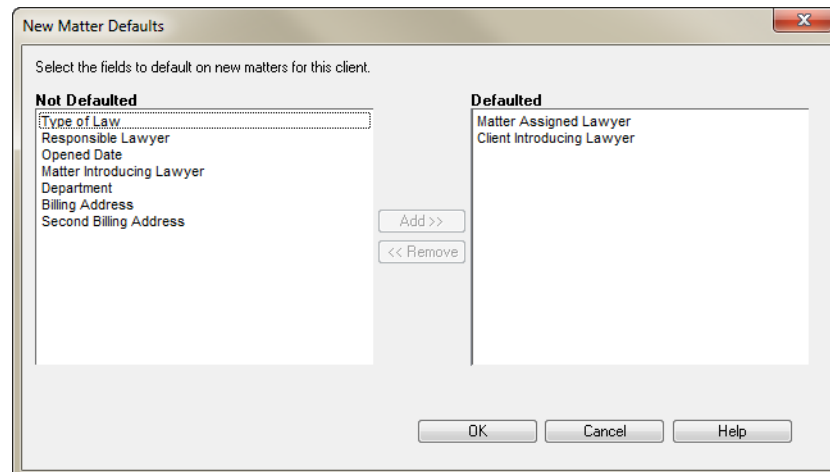 New Matter Defaults
Select the fields to default on new matters for this client.
Not Defaulted
Type of Law
Responsible Lawyer
Opened Date
Matter Introducing Lawyer
Department
Billing Address
Second Billing Address
Add >>
<< Remove
Defaulted
Matter Assigned Lawyer
Client Introducing Lawyer
OK
Cancel
Help